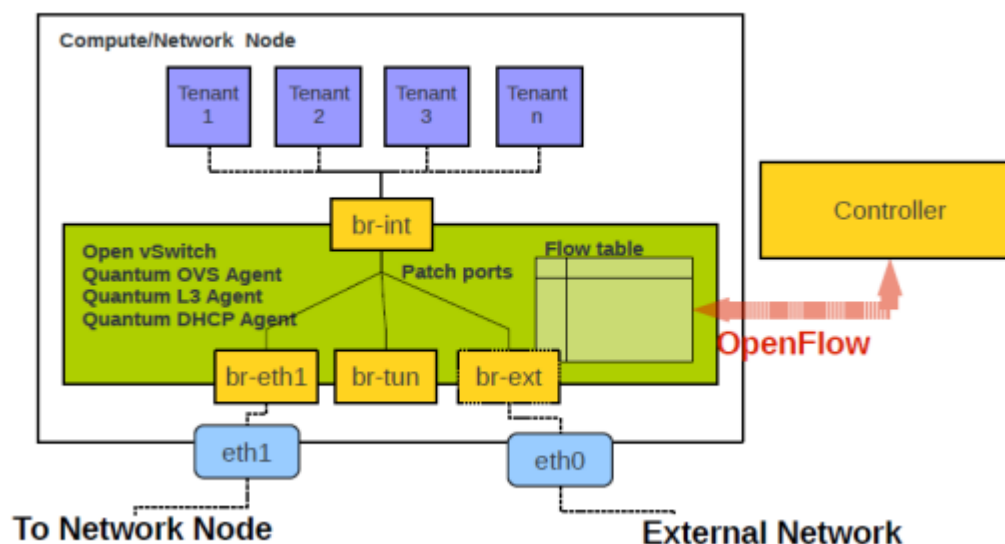 Compute/Network Node
Tenant
1
Tenant
2
Tenant
3
Tenant
n
br-int
Controller
Open vSwitch
Quantum OVS Agent
Quantum L3 Agent
Quantum DHCP Agent
Patch ports
Flow table
OpenFlow
br-eth1
br-tun
br-ext
eth1
eth0
To Network Node
External Network